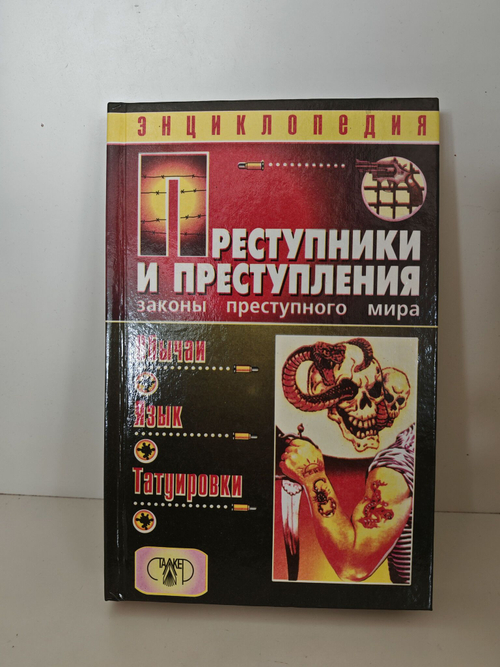 ЭНЦИКЛОПЕДИЯ
ПРЕСТУПНИКИ
И ПРЕСТУПЛЕНИЯ
законы преступного мира
Обычаи
Язык
Татуировки
СТАЛКЕР